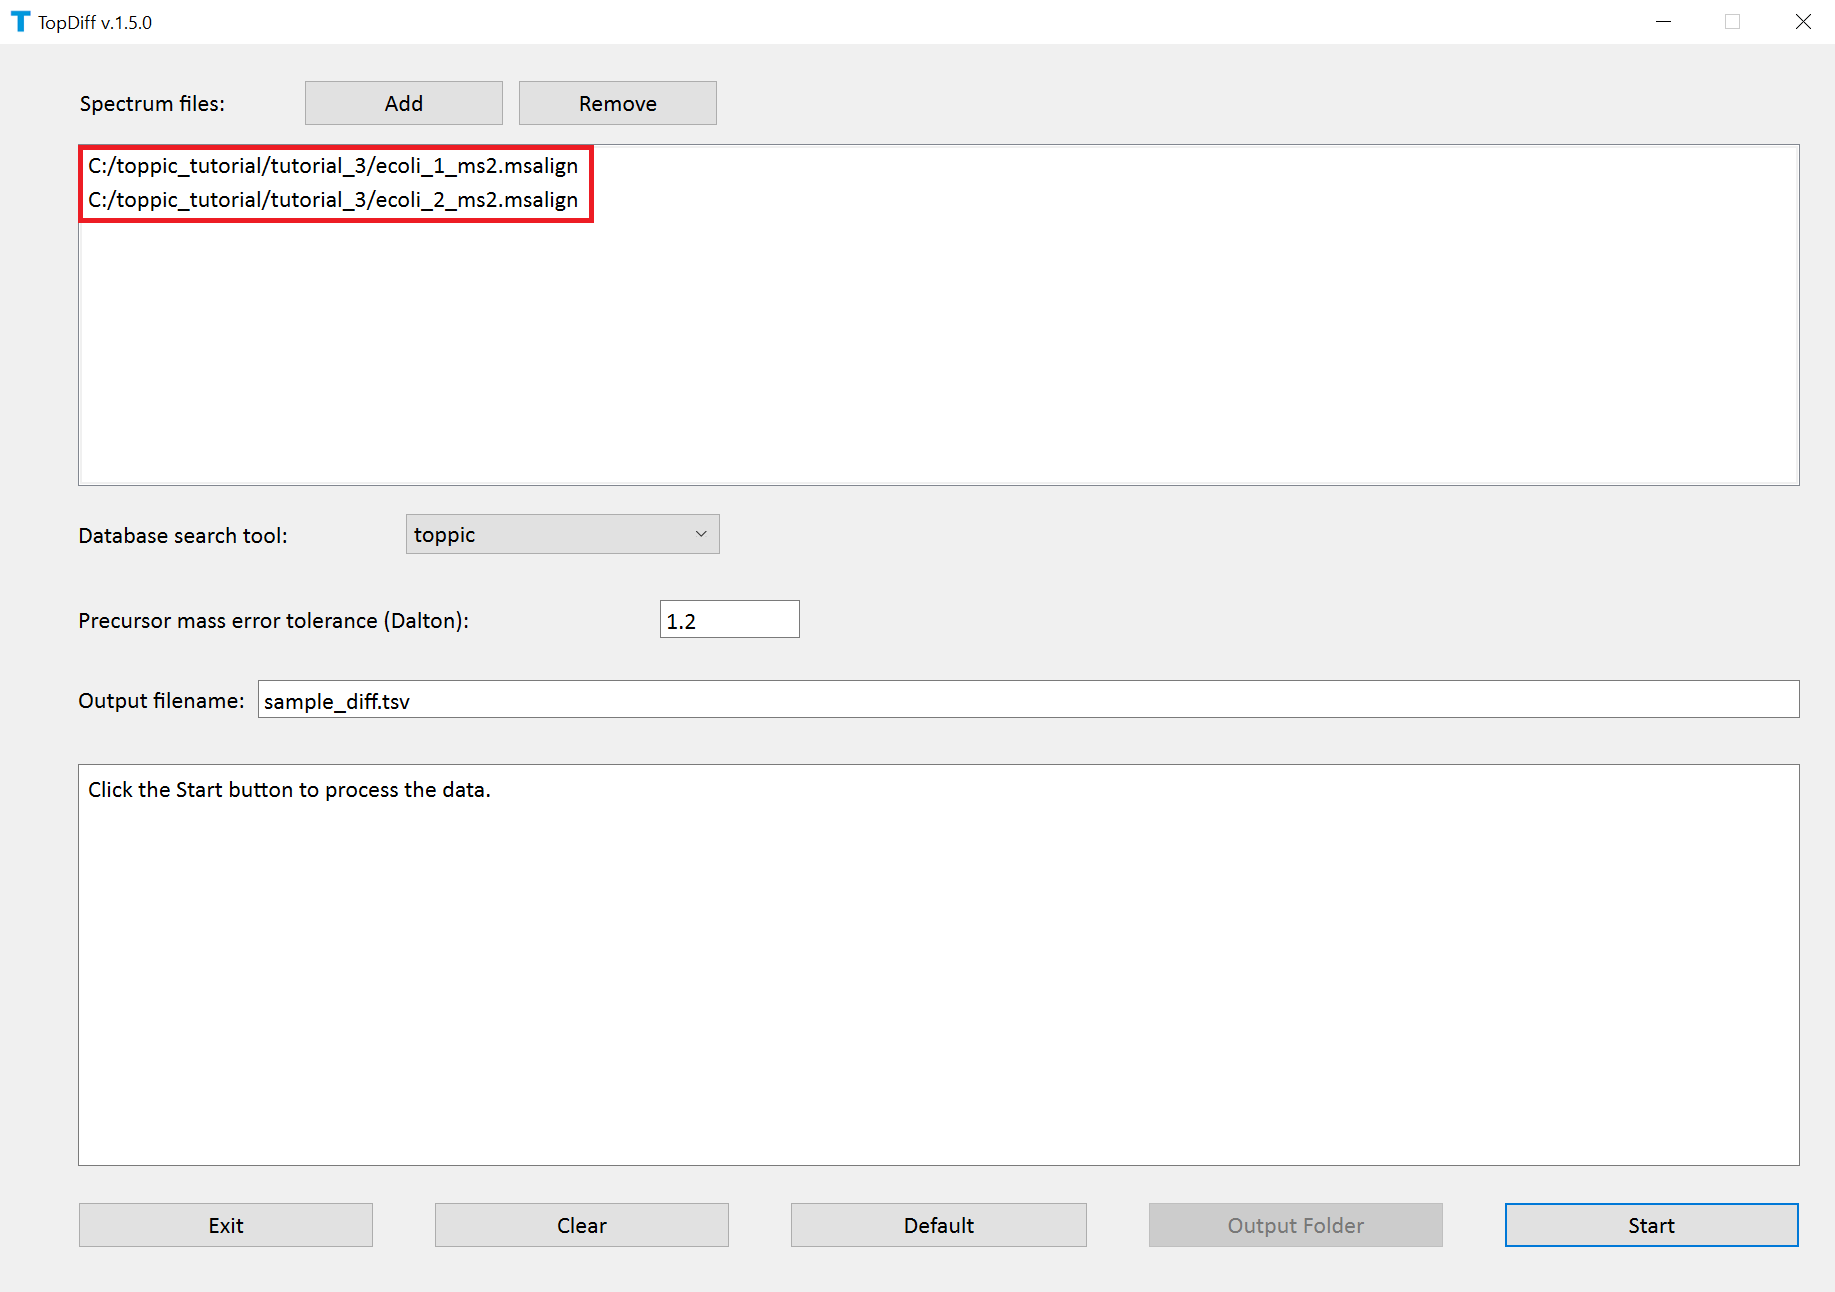 TopDiff v.1.5.0
Spectrum files: Add Remove
C:/toppic_tutorial/tutorial_3/ecoli_1_ms2.msalign
C:/toppic_tutorial/tutorial_3/ecoli_2_ms2.msalign
Database search tool: toppic
Precursor mass error tolerance (Dalton): 1.2
Output filename: sample_diff.tsv
Click the Start button to process the data.
Exit Clear Default Output Folder Start